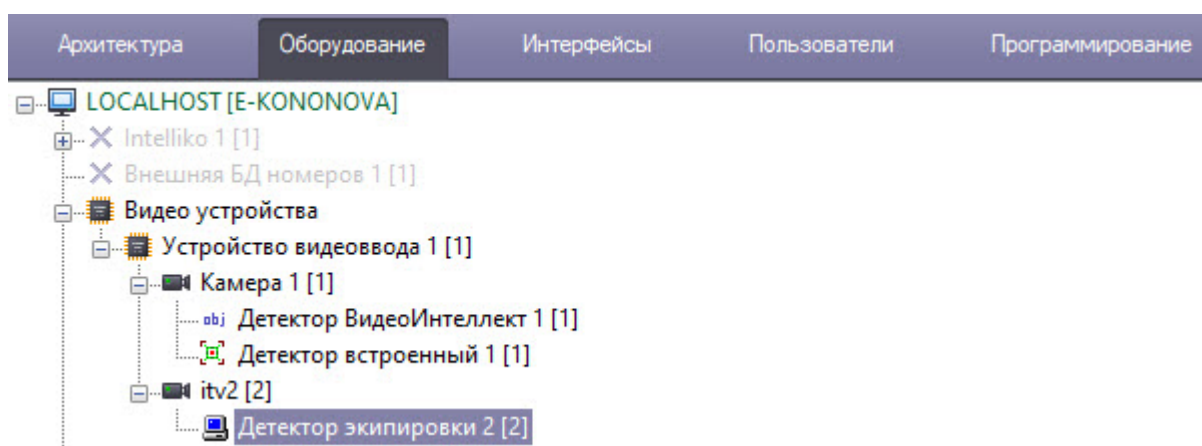 Архитектура Оборудование Интерфейсы Пользователи Программирование
LOCALHOST [E-KONONOVA]
Intelliko 1 [1]
Внешняя БД номеров 1 [1]
Видео устройства
Устройство видеоввода 1 [1]
Камера 1 [1]
obj Детектор ВидеоИнтеллект 1 [1]
Детектор встроенный 1 [1]
itv2 [2]
Детектор экипировки 2 [2]